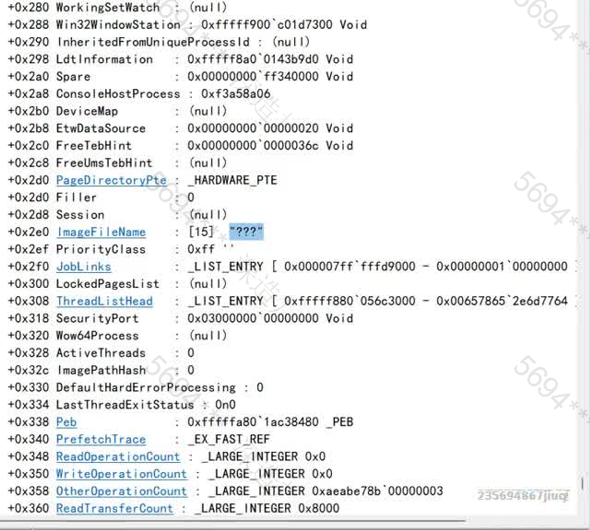 +0x280 WorkingSetWatch : (null)
+0x288 Win32WindowStation : 0xfffff900`c01d7300 Void
+0x290 InheritedFromUniqueProcessId : (null)
+0x298 LdtInformation : 0xfffff8a0`0143b9d0 Void
+0x2a0 Spare : 0x00000000`ff340000 Void
+0x2a8 ConsoleHostProcess : 0xf3a58a06
+0x2b0 DeviceMap : (null)
+0x2b8 EtwDataSource : 0x00000000`00000020 Void
+0x2c0 FreeTebHint : 0x00000000`0000036c Void
+0x2c8 FreeUmsTebHint : (null)
+0x2d0 PageDirectoryPte : _HARDWARE_PTE
+0x2d0 Filler : 0
+0x2d8 Session : (null)
+0x2e0 ImageFileName : [15] "???"
+0x2ef PriorityClass : 0xff ''
+0x2f0 JobLinks : _LIST_ENTRY [ 0x000007ff`fffd9000 - 0x00000001`00000000 ]
+0x300 LockedPagesList : (null)
+0x308 ThreadListHead : _LIST_ENTRY [ 0xfffff880`056c3000 - 0x00657865`2e6d7764 ]
+0x318 SecurityPort : 0x03000000`00000000 Void
+0x320 Wow64Process : (null)
+0x328 ActiveThreads : 0
+0x32c ImagePathHash : 0
+0x330 DefaultHardErrorProcessing : 0
+0x334 LastThreadExitStatus : 0n0
+0x338 Peb : 0xfffffa80`1ac38480 _PEB
+0x340 PrefetchTrace : _EX_FAST_REF
+0x348 ReadOperationCount : _LARGE_INTEGER 0x0
+0x350 WriteOperationCount : _LARGE_INTEGER 0x0
+0x358 OtherOperationCount : _LARGE_INTEGER 0xaeabe78b`00000003
+0x360 ReadTransferCount : _LARGE_INTEGER 0x8000